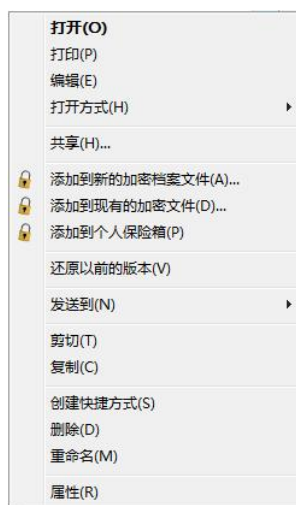 打开(O)
打印(P)
编辑(E)
打开方式(H)
共享(H)...
添加到新的加密档案文件(A)...
添加到现有的加密文件(D)...
添加到个人保险箱(P)
还原以前的版本(V)
发送到(N)
剪切(T)
复制(C)
创建快捷方式(S)
删除(D)
重命名(M)
属性(R)